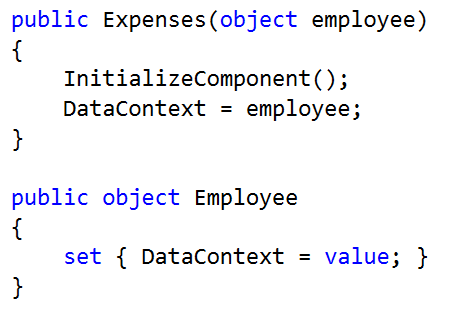 public Expenses(object employee)
{
    InitializeComponent();
    DataContext = employee;
}
public object Employee
{
    set { DataContext = value; }
}